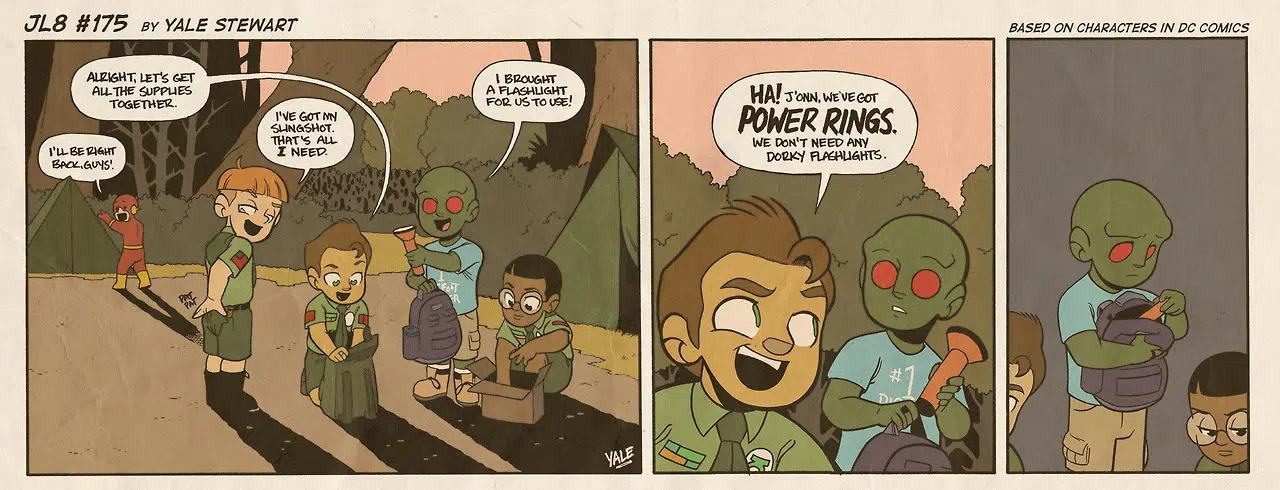 JL8 #175 BY YALE STEWART
BASED ON CHARACTERS IN DC COMICS
ALRIGHT, LET'S GET
ALL THE SUPPLIES
TOGETHER.
I'LL BE RIGHT
BACK, GUYS!
I'VE GOT MY
SLINGSHOT.
THAT'S ALL
I NEED.
I BROUGHT
A FLASHLIGHT
FOR US TO USE!
PAT
PAT
YALE
HA! J'ONN, WE'VE GOT
POWER RINGS.
WE DON'T NEED ANY
DORKY FLASHLIGHTS.
#1